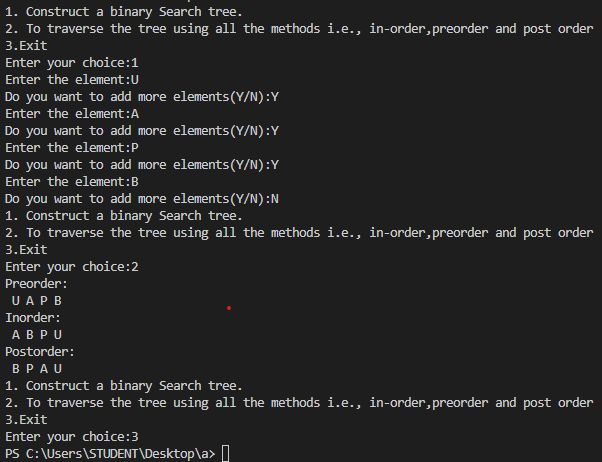 1. Construct a binary Search tree.
2. To traverse the tree using all the methods i.e., in-order,preorder and post order
3.Exit
Enter your choice:1
Enter the element:U
Do you want to add more elements(Y/N):Y
Enter the element:A
Do you want to add more elements(Y/N):Y
Enter the element:P
Do you want to add more elements(Y/N):Y
Enter the element:B
Do you want to add more elements(Y/N):N
1. Construct a binary Search tree.
2. To traverse the tree using all the methods i.e., in-order,preorder and post order
3.Exit
Enter your choice:2
Preorder:
 U A P B
Inorder:
 A B P U
Postorder:
 B P A U
1. Construct a binary Search tree.
2. To traverse the tree using all the methods i.e., in-order,preorder and post order
3.Exit
Enter your choice:3
PS C:\Users\STUDENT\Desktop\a>